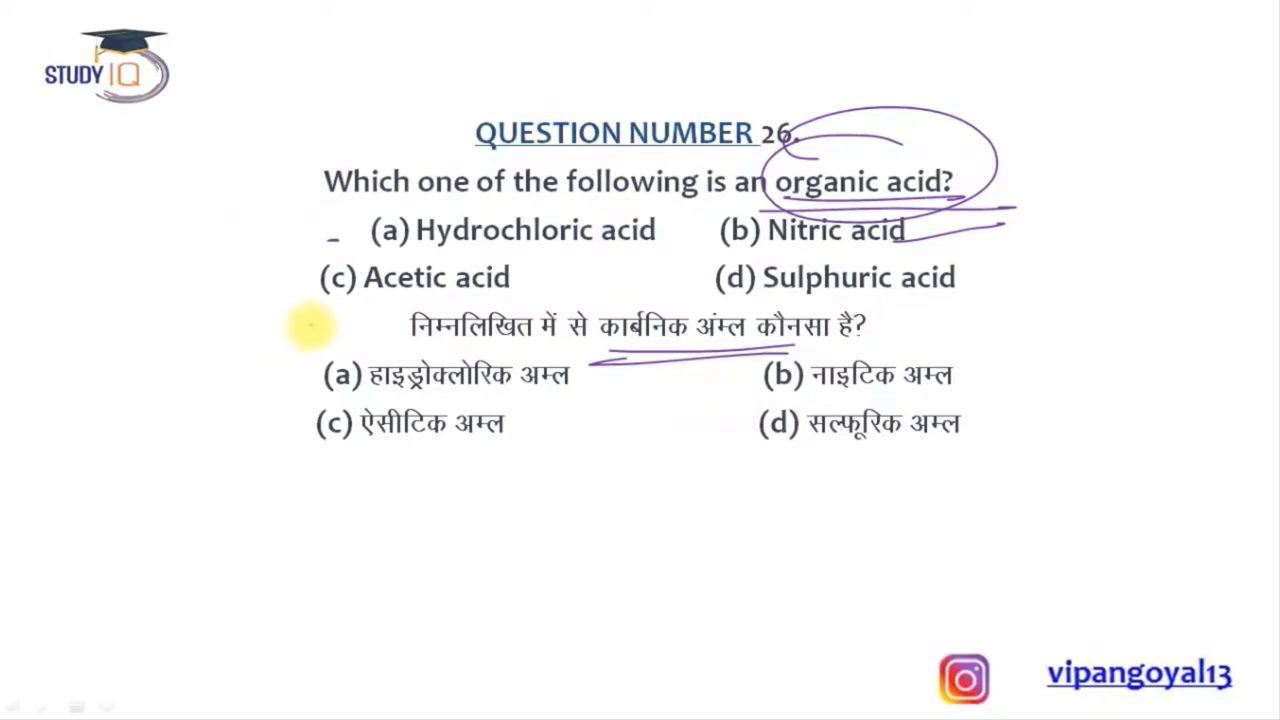 STUDY IQ
QUESTION NUMBER 26.
Which one of the following is an organic acid?
(a) Hydrochloric acid (b) Nitric acid
(c) Acetic acid (d) Sulphuric acid
निम्नलिखित में से कार्बनिक अंम्ल कौनसा है?
(a) हाइड्रोक्लोरिक अम्ल (b) नाइटिक अम्ल
(c) ऐसीटिक अम्ल (d) सल्फूरिक अम्ल
vipangoyal13